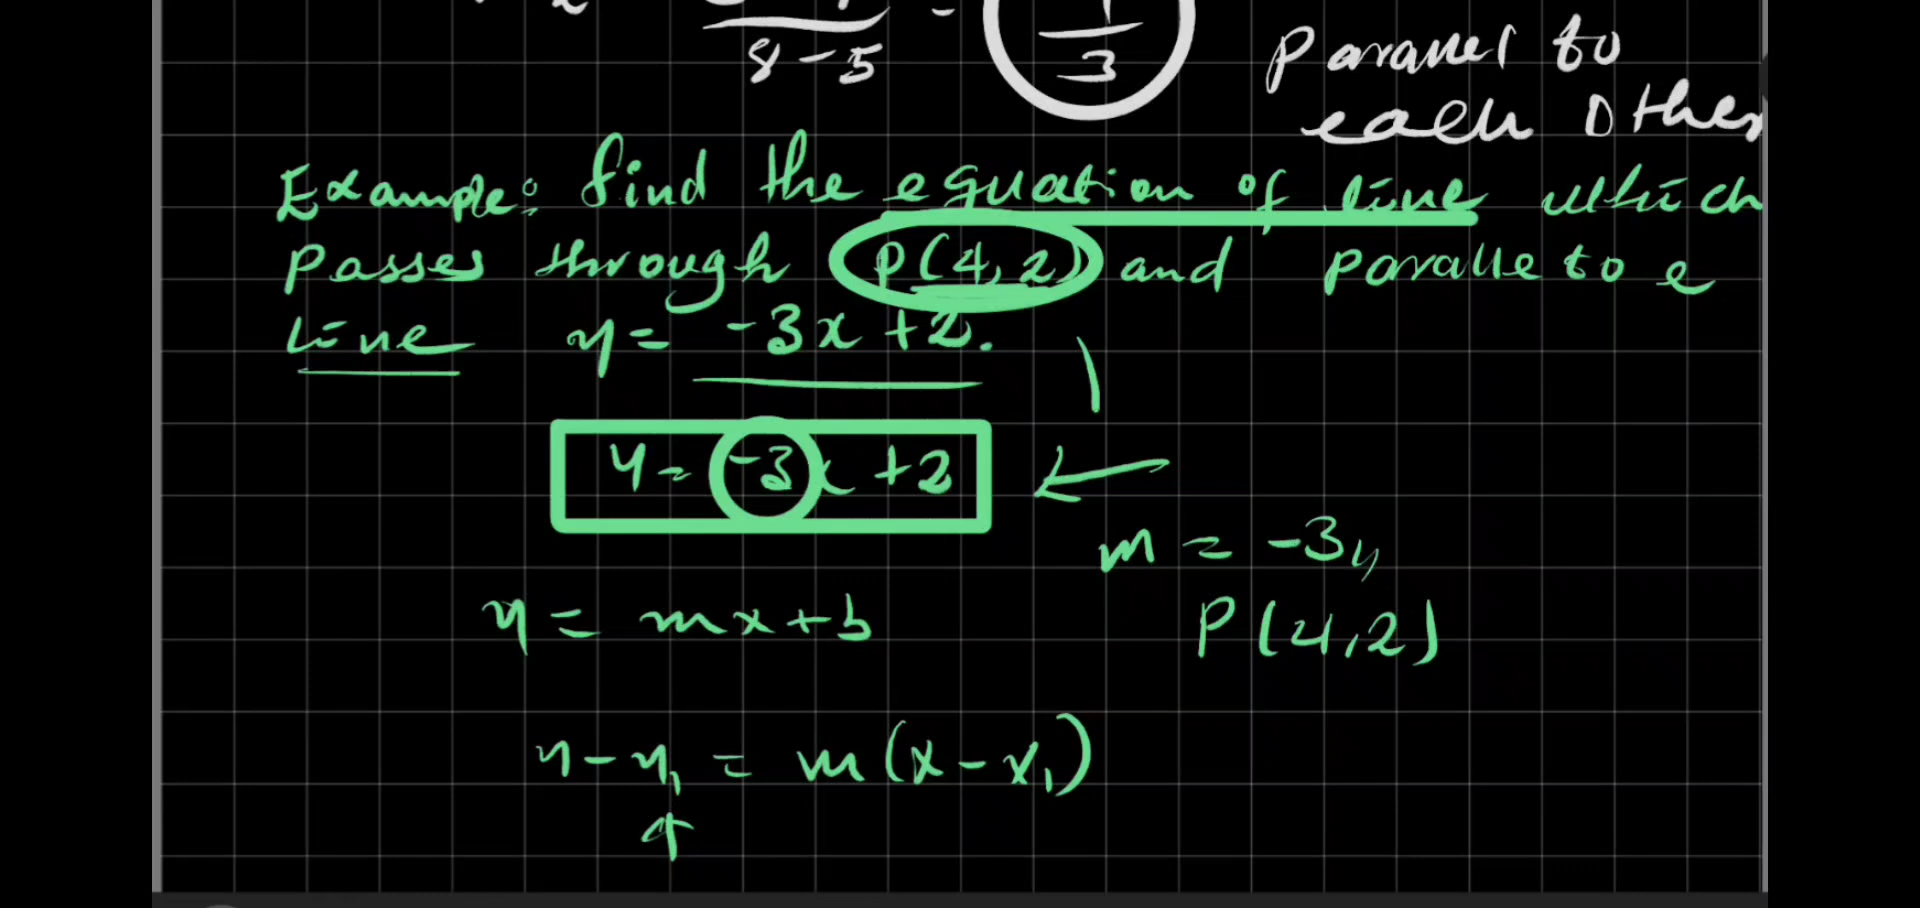 8-5
3
Parallel to
each other
Example: find the equation of line which
Passes through P(4,2) and paralle to e
line y = -3x+2.
y = -3x+2
m = -3
y = mx+b
P(4,2)
y-y₁ = m(x-x₁)